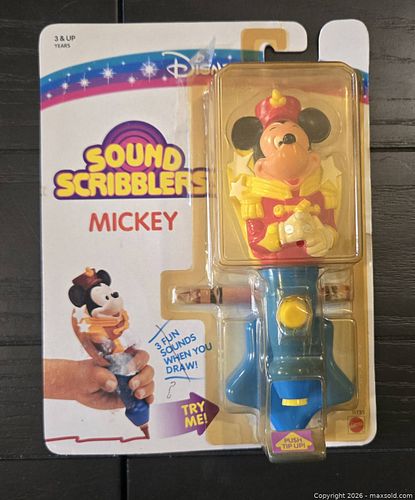 3 & UP
YEARS
Disney
SOUND
SCRIBBLERS
MICKEY
3 FUN
SOUNDS
WHEN YOU
DRAW!
?
TRY
ME!
PUSH
TIP UP!
Mattel
Copyright 2026 - maxsold.com